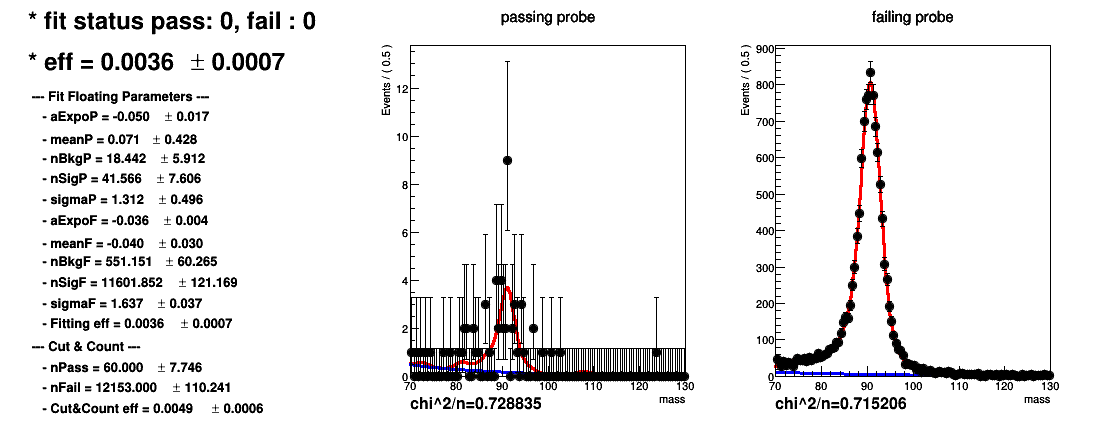 * fit status pass: 0, fail : 0
* eff = 0.0036 ± 0.0007
--- Fit Floating Parameters ---
- aExpoP = -0.050 ± 0.017
- meanP = 0.071 ± 0.428
- nBkgP = 18.442 ± 5.912
- nSigP = 41.566 ± 7.606
- sigmaP = 1.312 ± 0.496
- aExpoF = -0.036 ± 0.004
- meanF = -0.040 ± 0.030
- nBkgF = 551.151 ± 60.265
- nSigF = 11601.852 ± 121.169
- sigmaF = 1.637 ± 0.037
- Fitting eff = 0.0036 ± 0.0007
--- Cut & Count ---
- nPass = 60.000 ± 7.746
- nFail = 12153.000 ± 110.241
- Cut&Count eff = 0.0049 ± 0.0006
passing probe
Events / ( 0.5 )
12
10
8
6
4
2
0
70 80 90 100 110 120 130
mass
chi^2/n=0.728835
failing probe
Events / ( 0.5 )
900
800
700
600
500
400
300
200
100
0
70 80 90 100 110 120 130
mass
chi^2/n=0.715206